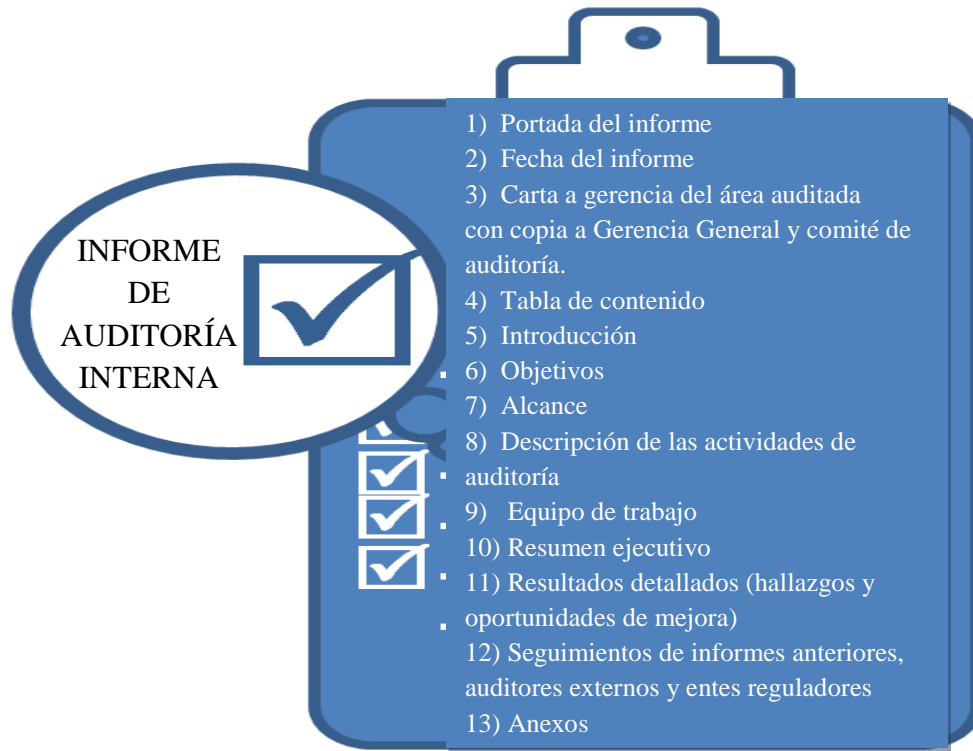 INFORME
DE
AUDITORÍA
INTERNA
1) Portada del informe
2) Fecha del informe
3) Carta a gerencia del área auditada
con copia a Gerencia General y comité de
auditoría.
4) Tabla de contenido
5) Introducción
6) Objetivos
7) Alcance
8) Descripción de las actividades de
auditoría
9) Equipo de trabajo
10) Resumen ejecutivo
11) Resultados detallados (hallazgos y
oportunidades de mejora)
12) Seguimientos de informes anteriores,
auditores externos y entes reguladores
13) Anexos